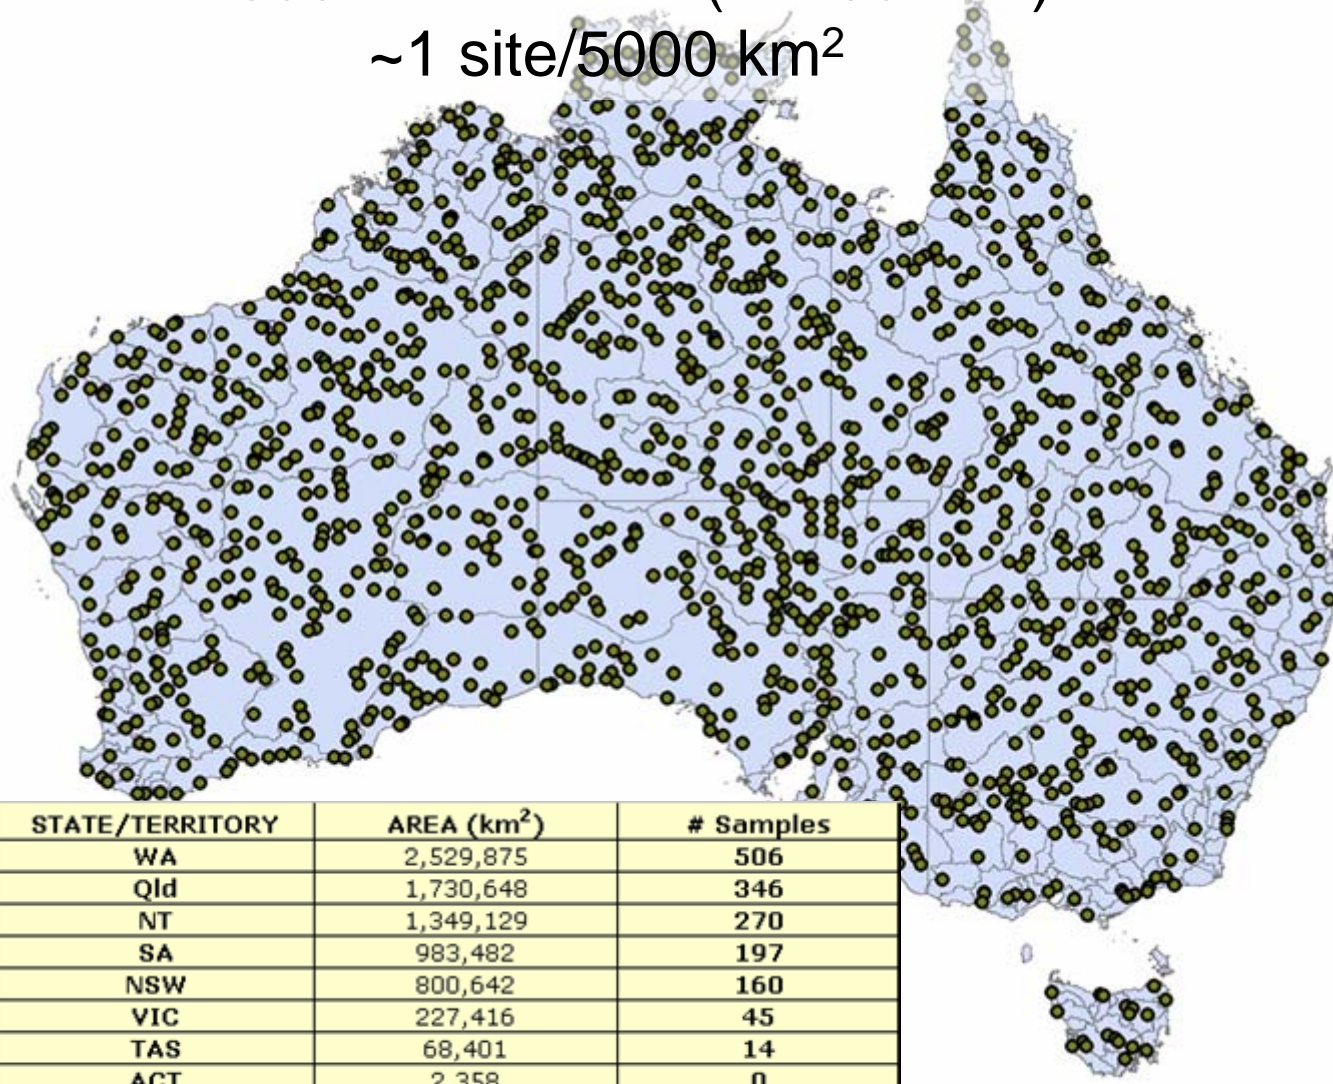 ~1 site/5000 km²
STATE/TERRITORY AREA (km²) # Samples
WA 2,529,875 506
Qld 1,730,648 346
NT 1,349,129 270
SA 983,482 197
NSW 800,642 160
VIC 227,416 45
TAS 68,401 14
ACT 2,358 0